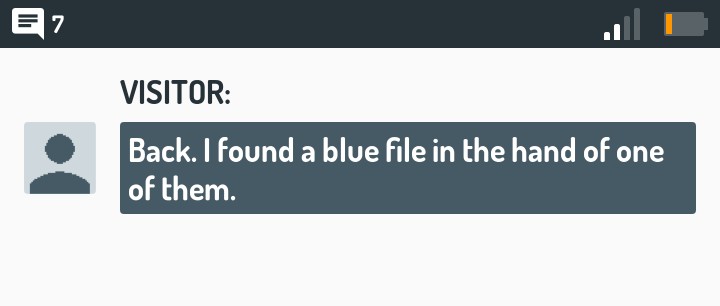 7
VISITOR:
Back. I found a blue file in the hand of one
of them.